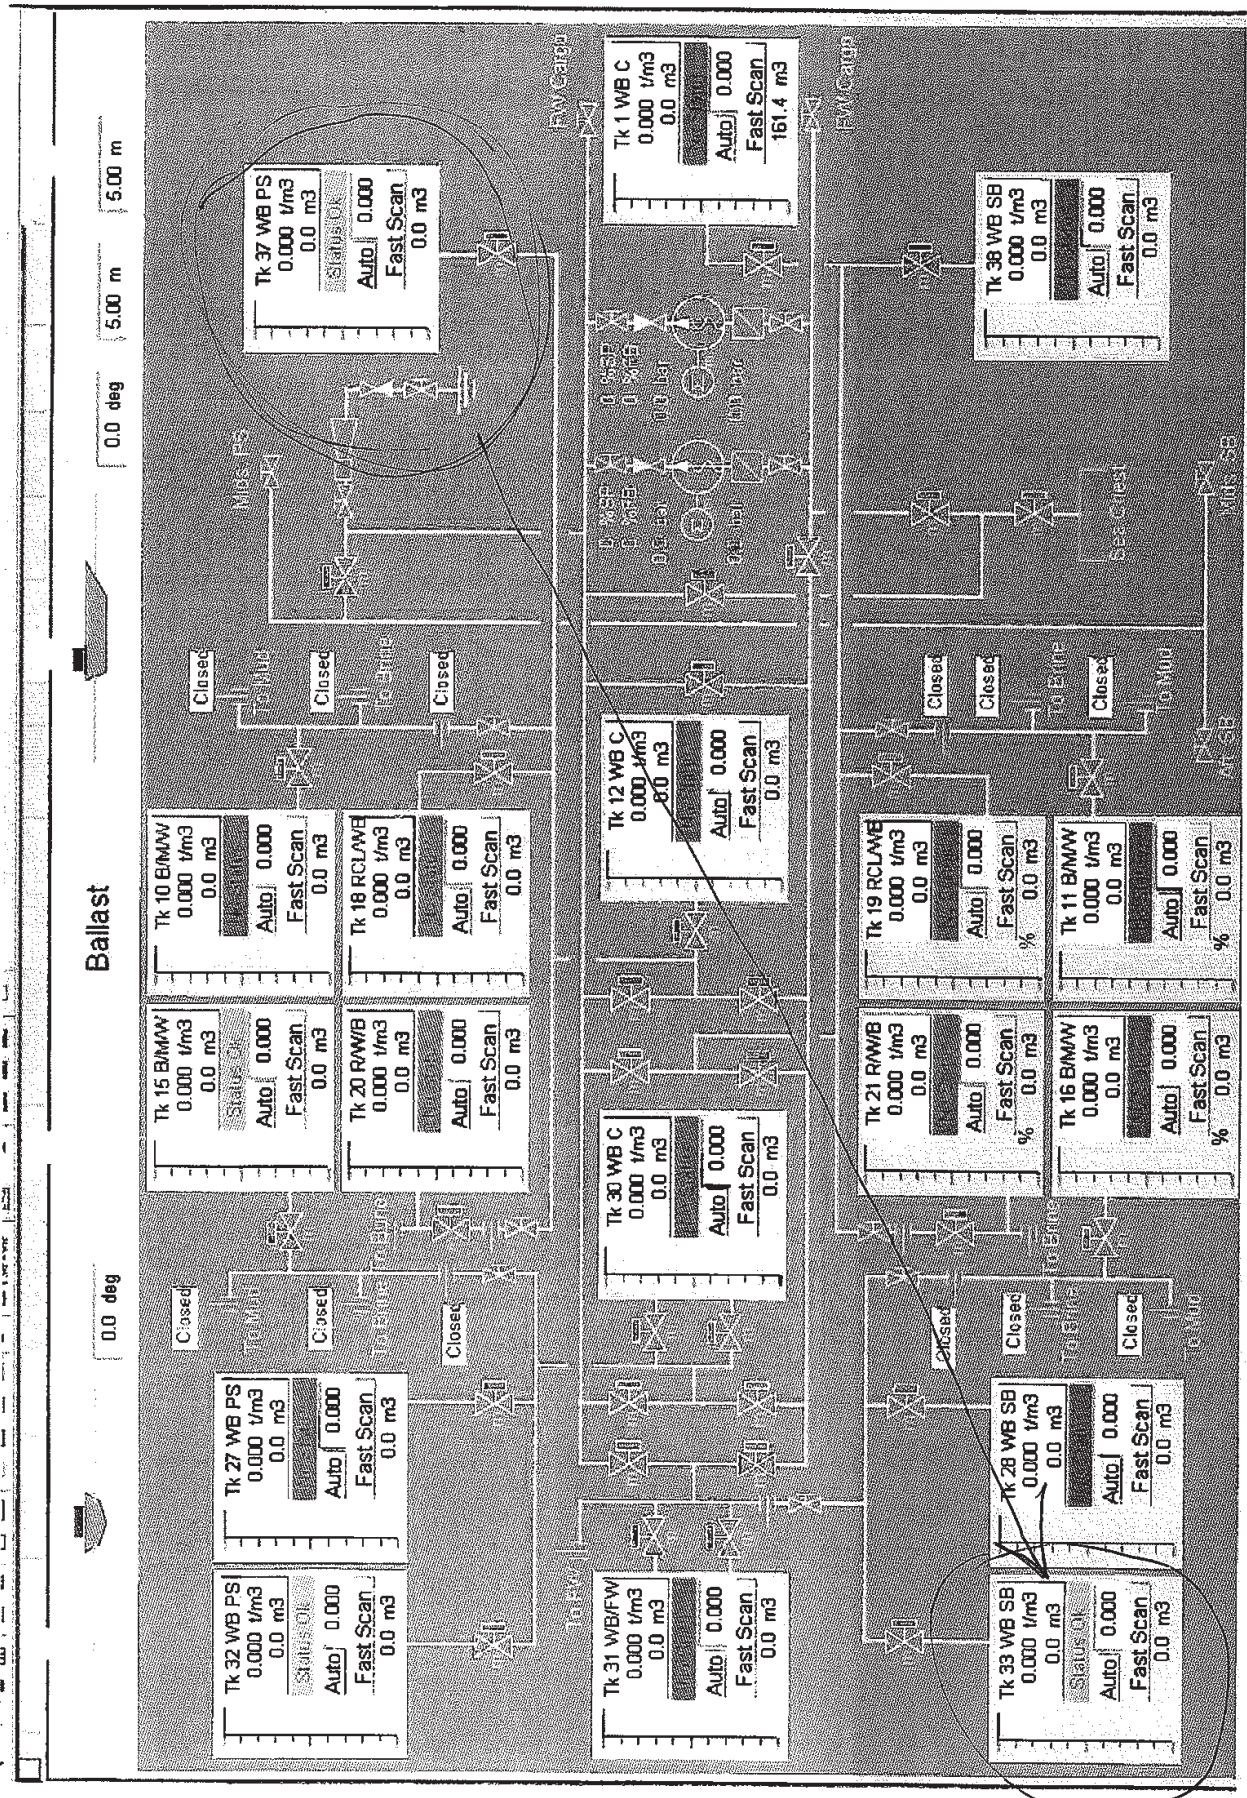 Ballast
0.0 deg
0.0 deg
5.00 m
5.00 m
Tk 32 WB PS
0.000 t/m3
0.0 m3
Status Ok
Auto 0.000
Fast Scan
0.0 m3
Tk 27 WB PS
0.000 t/m3
0.0 m3
Auto 0.000
Fast Scan
0.0 m3
Closed
To Mud
Closed
To Brine
Closed
Tk 15 B/M/W
0.000 t/m3
0.0 m3
Status Ok
Auto 0.000
Fast Scan
0.0 m3
Tk 10 B/M/W
0.000 t/m3
0.0 m3
Auto 0.000
Fast Scan
0.0 m3
Tk 20 R/W/B
0.000 t/m3
0.0 m3
Auto 0.000
Fast Scan
0.0 m3
Tk 18 RCL/WB
0.000 t/m3
0.0 m3
Auto 0.000
Fast Scan
0.0 m3
Closed
To Mud
Closed
To Brine
Closed
Mids PS
Tk 37 WB PS
0.000 t/m3
0.0 m3
Status Ok
Auto 0.000
Fast Scan
0.0 m3
Tk 31 WB/FW
0.000 t/m3
0.0 m3
Auto 0.000
Fast Scan
0.0 m3
Tk 30 WB C
0.000 t/m3
0.0 m3
Auto 0.000
Fast Scan
0.0 m3
Tk 12 WB C
0.000 t/m3
0.0 m3
Auto 0.000
Fast Scan
0.0 m3
Tk 1 WB C
0.000 t/m3
0.0 m3
Auto 0.000
Fast Scan
161.4 m3
Tk 33 WB SB
0.000 t/m3
0.0 m3
Status Ok
Auto 0.000
Fast Scan
0.0 m3
Tk 28 WB SB
0.000 t/m3
0.0 m3
Auto 0.000
Fast Scan
0.0 m3
Closed
Closed
To Brine
Closed
To Mud
Tk 21 R/W/B
0.000 t/m3
0.0 m3
Auto 0.000
Fast Scan
% 0.0 m3
Tk 19 RCL/WB
0.000 t/m3
0.0 m3
Auto 0.000
Fast Scan
% 0.0 m3
Tk 16 B/M/W
0.000 t/m3
0.0 m3
Auto 0.000
Fast Scan
% 0.0 m3
Tk 11 B/M/W
0.000 t/m3
0.0 m3
Auto 0.000
Fast Scan
% 0.0 m3
Closed
Closed
To Brine
Closed
To Mud
Aft SB
Sea Chest
Mids SB
Tk 38 WB SB
0.000 t/m3
0.0 m3
Auto 0.000
Fast Scan
0.0 m3